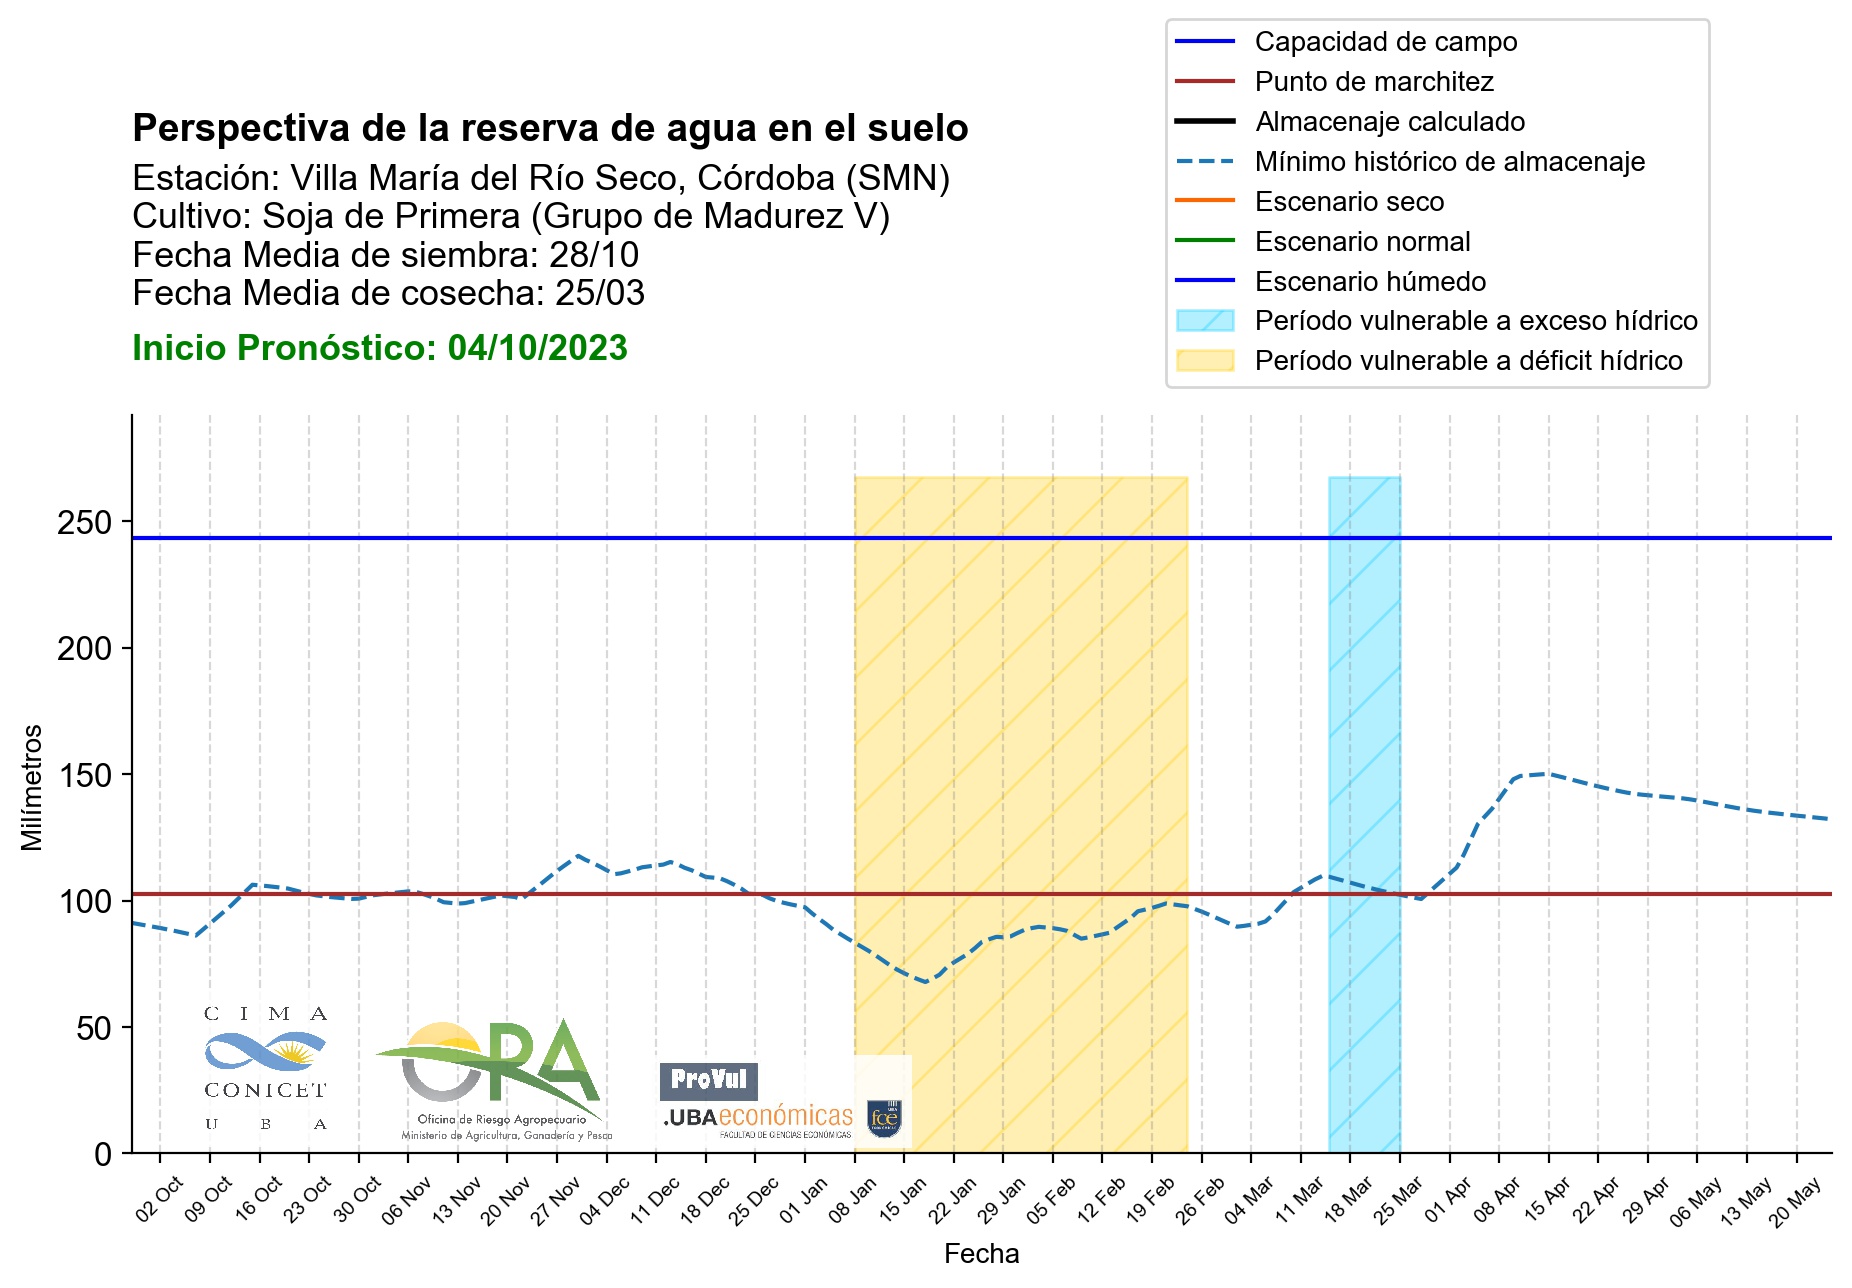 Capacidad de campo
Punto de marchitez
Almacenaje calculado
Mínimo histórico de almacenaje
Escenario seco
Escenario normal
Escenario húmedo
Período vulnerable a exceso hídrico
Período vulnerable a déficit hídrico
Perspectiva de la reserva de agua en el suelo
Estación: Villa María del Río Seco, Córdoba (SMN)
Cultivo: Soja de Primera (Grupo de Madurez V)
Fecha Media de siembra: 28/10
Fecha Media de cosecha: 25/03
Inicio Pronóstico: 04/10/2023
250
200
150
100
50
0
Milímetros
C I M A
CONICET
U B A
ORA
Oficina de Riesgo Agropecuario
Ministerio de Agricultura, Ganadería y Pesca
ProVul
.UBAeconómicas
FACULTAD DE CIENCIAS ECONÓMICAS
fce
02 Oct
09 Oct
16 Oct
23 Oct
30 Oct
06 Nov
13 Nov
20 Nov
27 Nov
04 Dec
11 Dec
18 Dec
25 Dec
01 Jan
08 Jan
15 Jan
22 Jan
29 Jan
05 Feb
12 Feb
19 Feb
26 Feb
04 Mar
11 Mar
18 Mar
25 Mar
01 Apr
08 Apr
15 Apr
22 Apr
29 Apr
06 May
13 May
20 May
Fecha